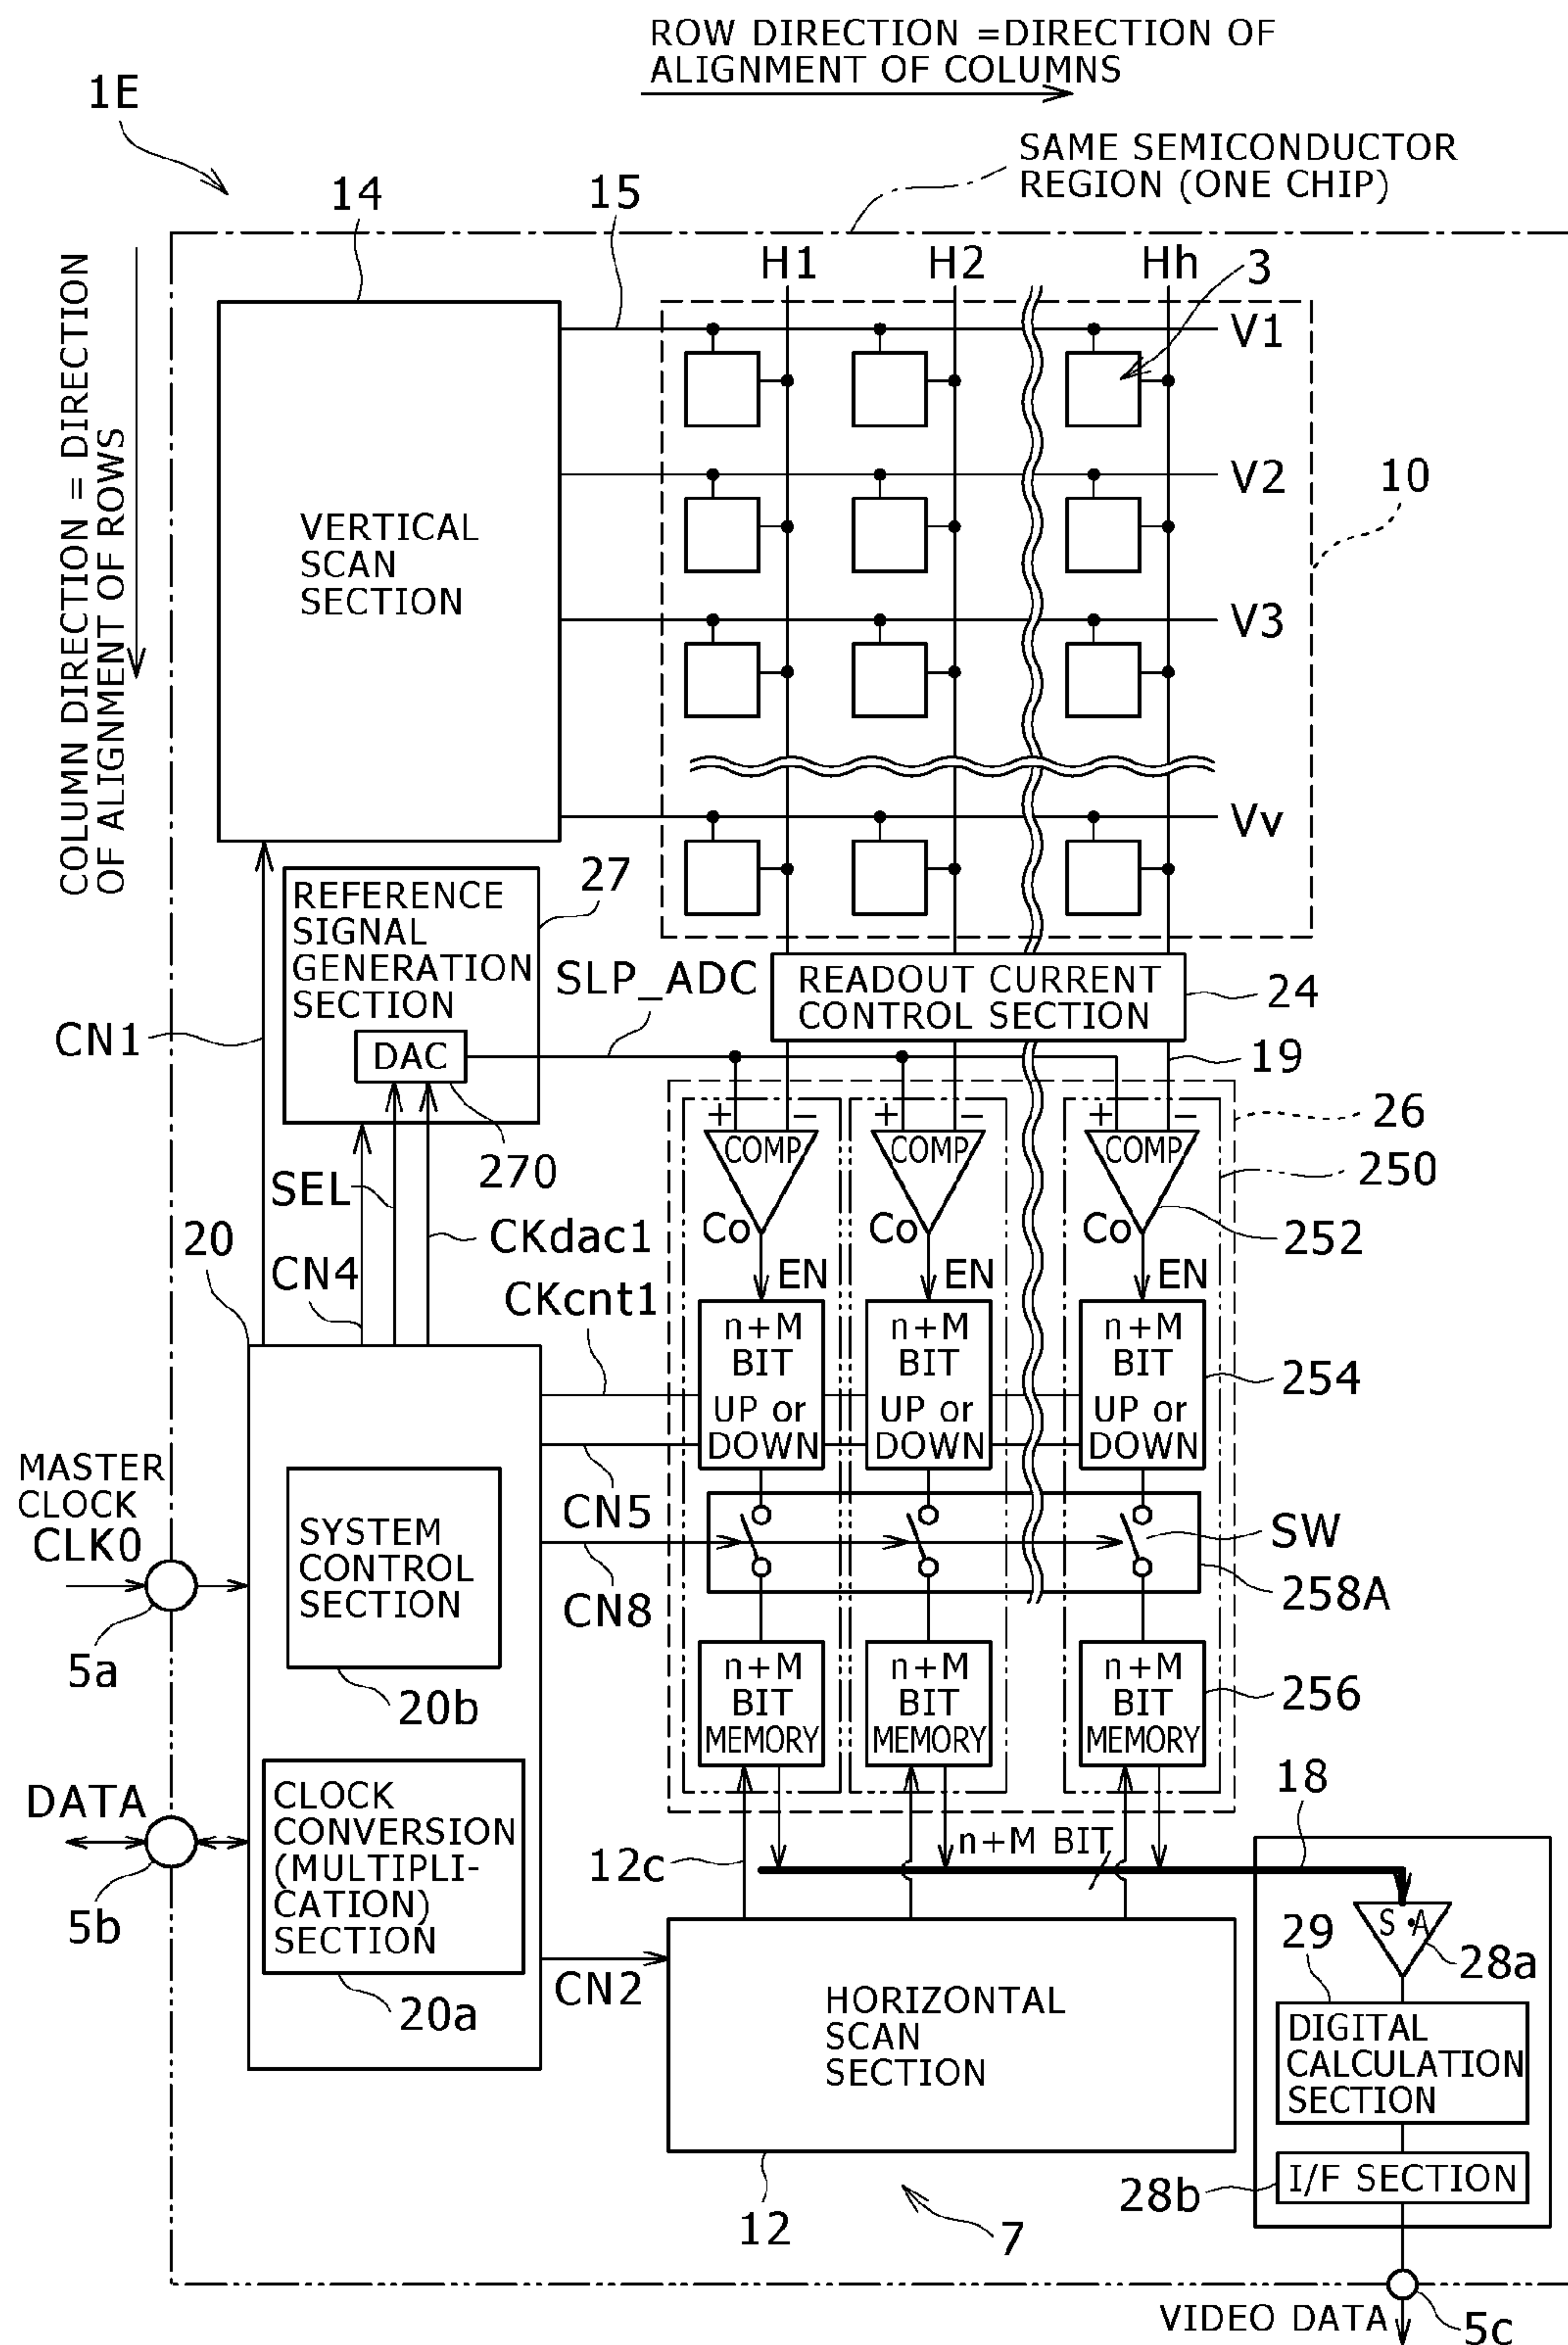 ROW DIRECTION =DIRECTION OF
ALIGNMENT OF COLUMNS
1E
SAME SEMICONDUCTOR
REGION (ONE CHIP)
14
15
H1
H2
Hh
3
COLUMN DIRECTION = DIRECTION
OF ALIGNMENT OF ROWS
VERTICAL
SCAN
SECTION
V1
V2
10
V3
Vv
REFERENCE
SIGNAL
GENERATION
SECTION
27
DAC
SLP_ADC
READOUT CURRENT
CONTROL SECTION
24
CN1
19
26
+
−
+
−
+
−
COMP
COMP
COMP
250
270
SEL
Co
Co
Co
252
20
CKdac1
CN4
EN
EN
EN
CKcnt1
n+M
BIT
UP or
DOWN
n+M
BIT
UP or
DOWN
n+M
BIT
UP or
DOWN
254
MASTER
CLOCK
CLK0
CN5
SYSTEM
CONTROL
SECTION
SW
258A
CN8
5a
20b
n+M
BIT
MEMORY
n+M
BIT
MEMORY
n+M
BIT
MEMORY
256
DATA
CLOCK
CONVERSION
(MULTIPLI-
CATION)
SECTION
18
n+M BIT
12c
5b
S •A
28a
29
20a
CN2
HORIZONTAL
SCAN
SECTION
DIGITAL
CALCULATION
SECTION
28b
I/F SECTION
12
7
VIDEO DATA
5c